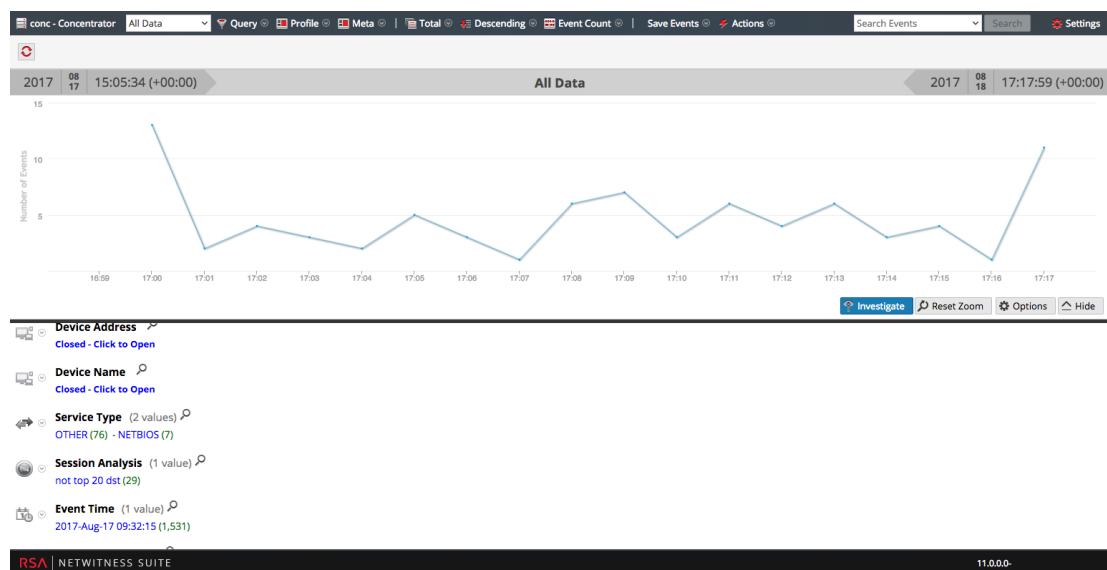 conc - Concentrator All Data Query Profile Meta | Total Descending Event Count | Save Events Actions Search Events Search Settings
2017 08 17 15:05:34 (+00:00) All Data 2017 08 18 17:17:59 (+00:00)
15
10
5
Number of Events
16:59 17:00 17:01 17:02 17:03 17:04 17:05 17:06 17:07 17:08 17:09 17:10 17:11 17:12 17:13 17:14 17:15 17:16 17:17
Investigate Reset Zoom Options Hide
Device Address
Closed - Click to Open
Device Name
Closed - Click to Open
Service Type (2 values)
OTHER (76) - NETBIOS (7)
Session Analysis (1 value)
not top 20 dst (29)
Event Time (1 value)
2017-Aug-17 09:32:15 (1,531)
RSA NETWITNESS SUITE 11.0.0.0-